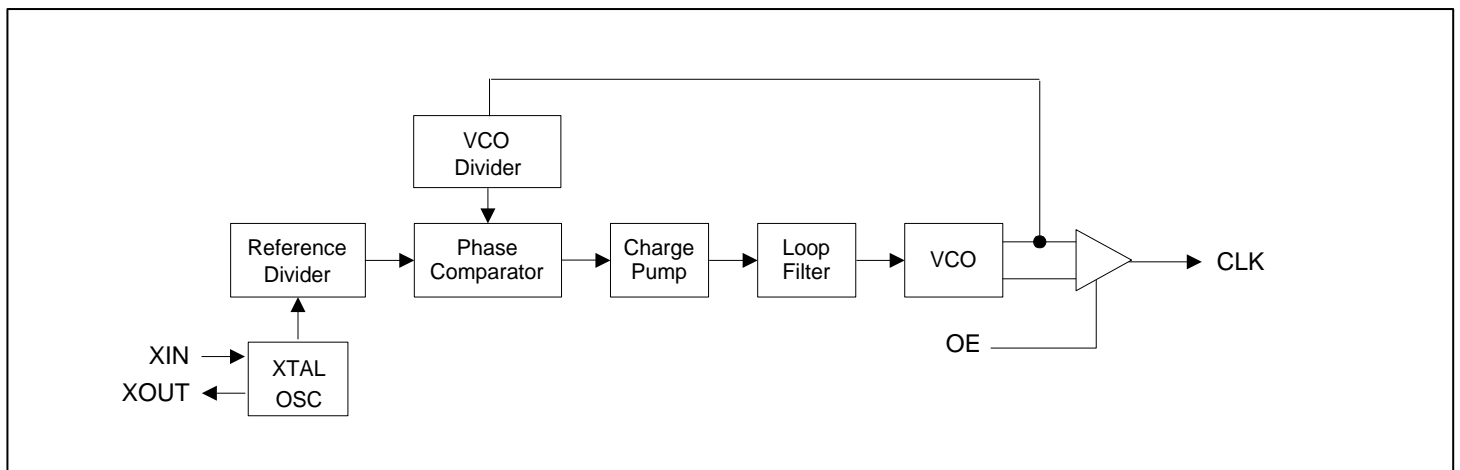 VCO
Divider
Reference
Divider
Phase
Comparator
Charge
Pump
Loop
Filter
VCO
CLK
XIN
XOUT
XTAL
OSC
OE